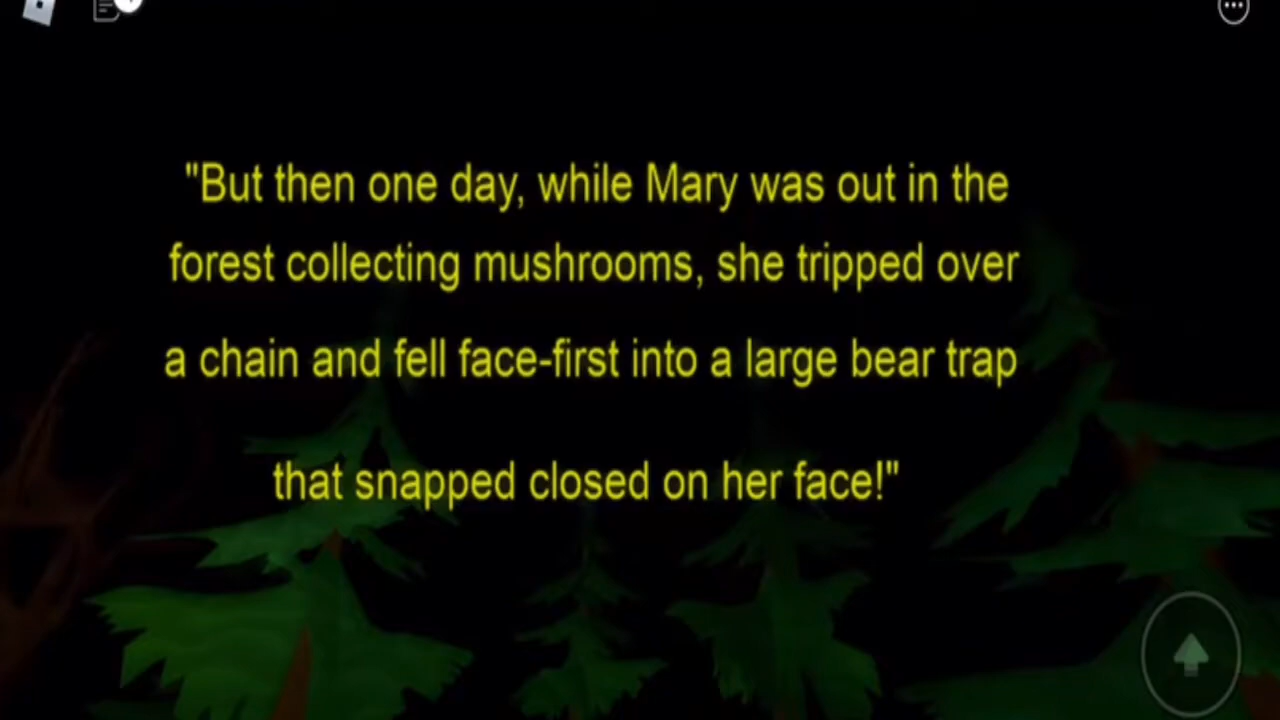 "But then one day, while Mary was out in the
forest collecting mushrooms, she tripped over
a chain and fell face-first into a large bear trap
that snapped closed on her face!"